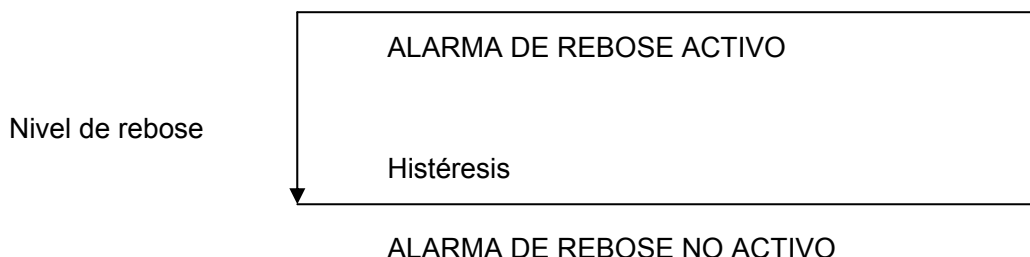 ALARMA DE REBOSE ACTIVO
Nivel de rebose
Histéresis
ALARMA DE REBOSE NO ACTIVO